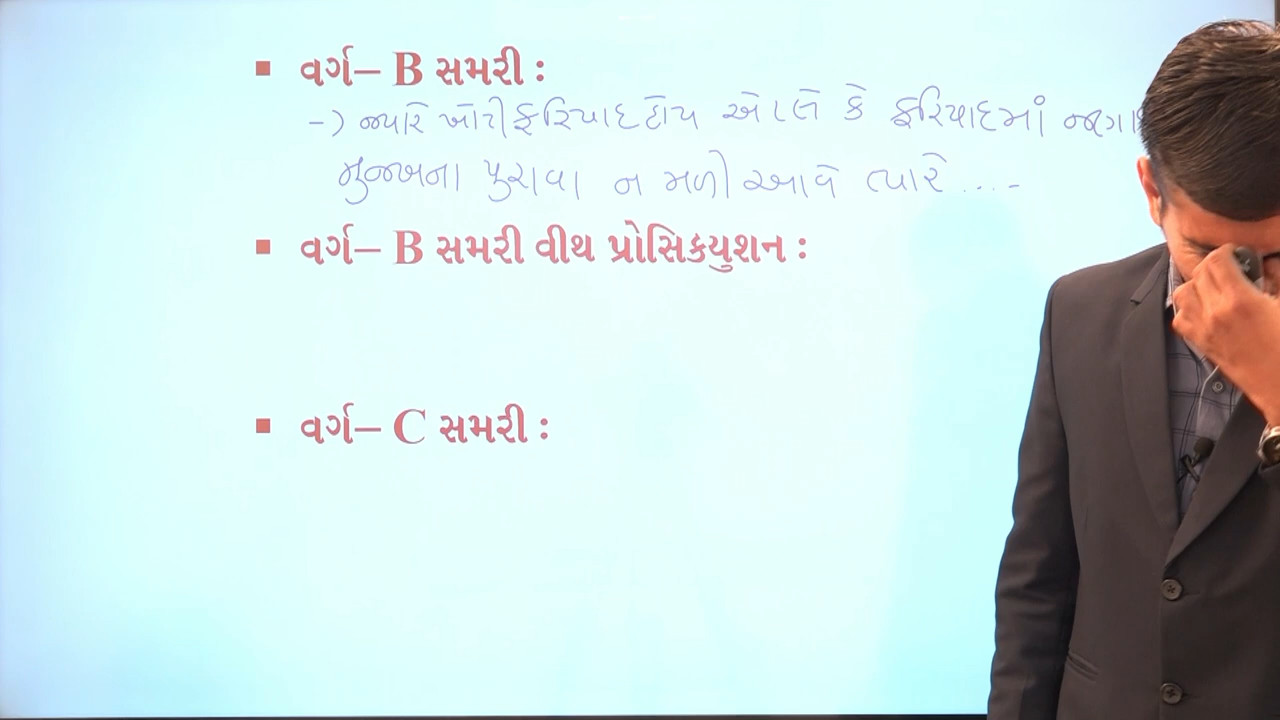 ▪ વર્ગ– B સમરી :
-> જ્યારે ખોટી ફરિયાદ હોય એટલે કે ફરિયાદમાં
મુજબના પુરાવા ન મળી આવે ત્યારે ....-
▪ વર્ગ– B સમરી વીથ પ્રોસિક્યુશન :
▪ વર્ગ– C સમરી :